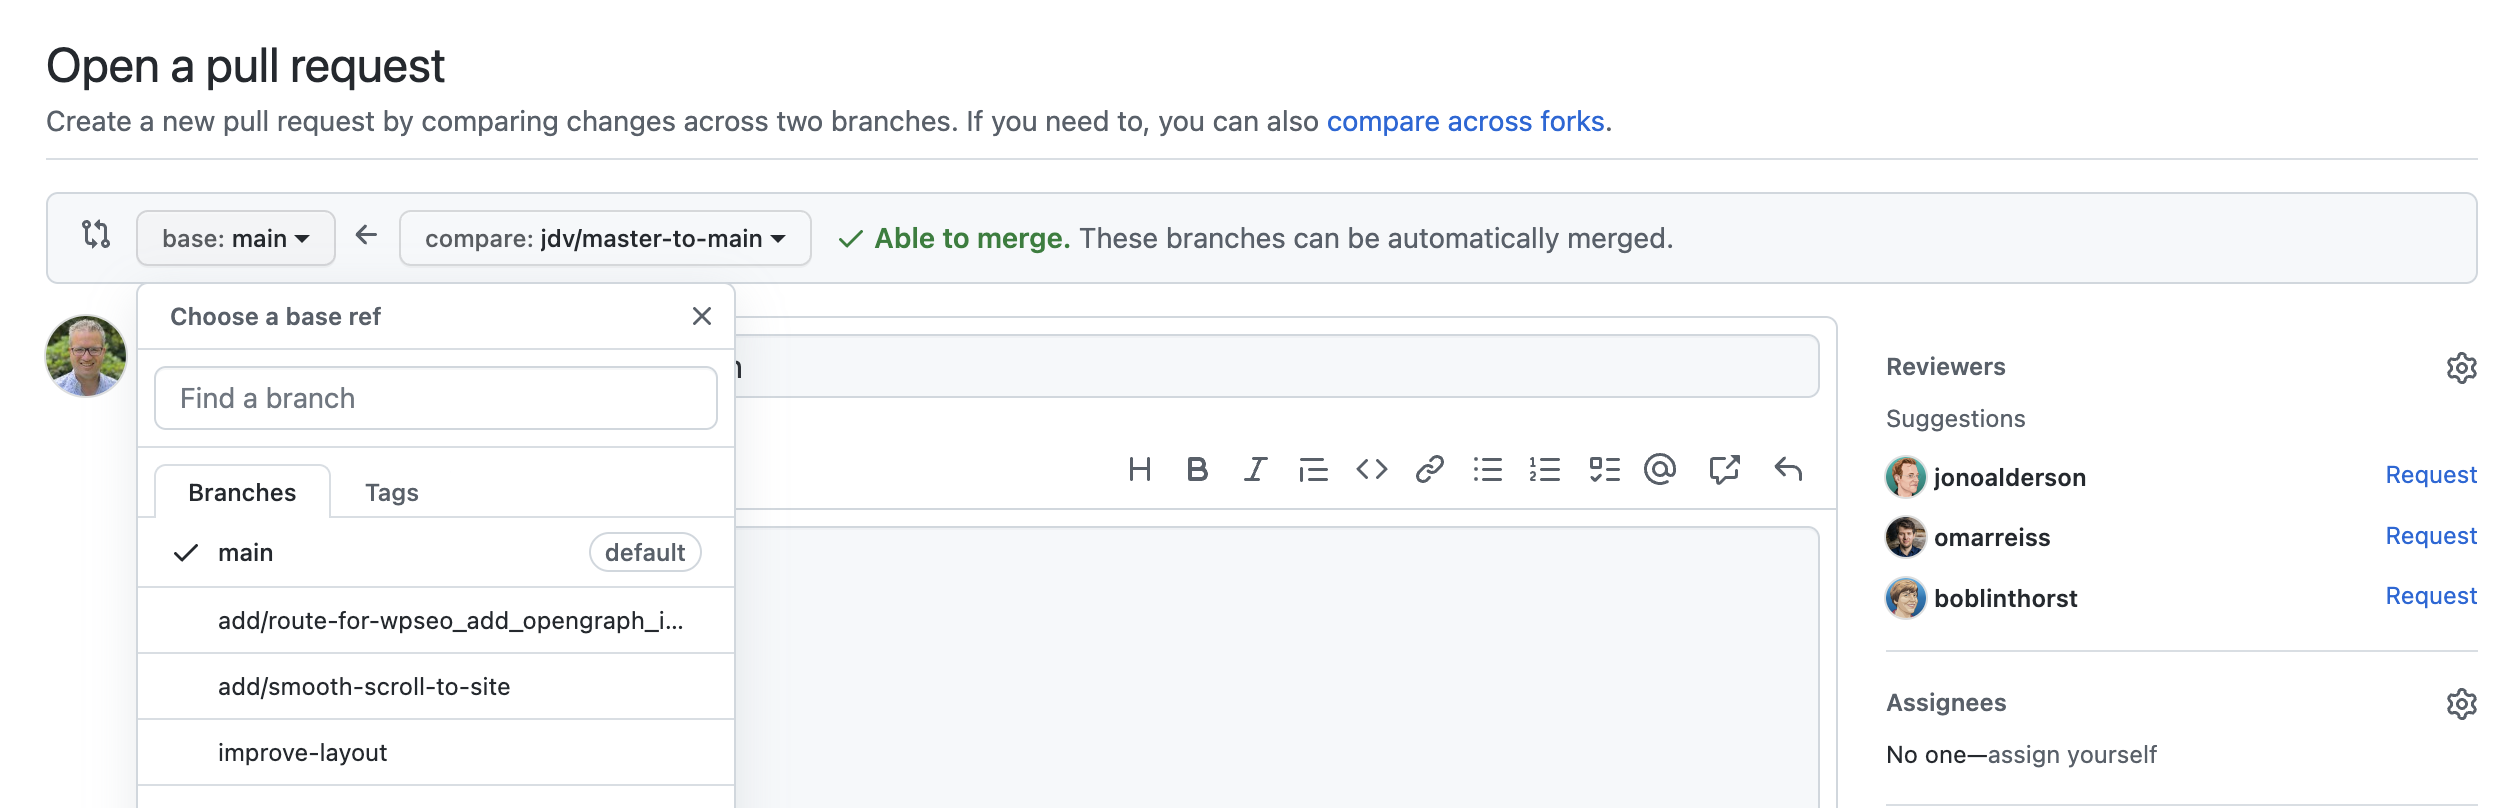 Open a pull request
Create a new pull request by comparing changes across two branches. If you need to, you can also compare across forks.
base: main
compare: jdv/master-to-main
Able to merge. These branches can be automatically merged.
Choose a base ref
Find a branch
Branches
Tags
main
default
add/route-for-wpseo_add_opengraph_i...
add/smooth-scroll-to-site
improve-layout
Reviewers
Suggestions
jonoalderson
Request
omarreiss
Request
boblinthorst
Request
Assignees
No one—assign yourself